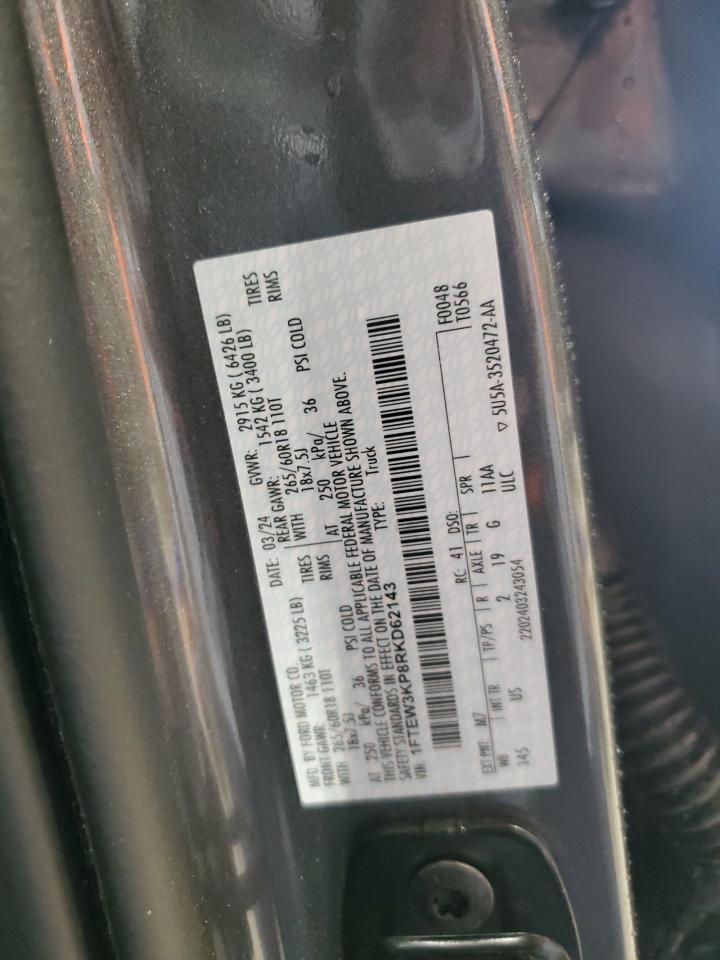 MFD. BY FORD MOTOR CO. DATE: 03/24 GVWR: 2915 KG ( 6426 LB)
FRONT GAWR: 1463 KG ( 3225 LB) REAR GAWR: 1542 KG ( 3400 LB)
WITH 265/60R18 110T TIRES WITH 265/60R18 110T TIRES
18x7.5J RIMS 18x7.5J RIMS
AT 250 kPa/ 36 PSI COLD AT 250 kPa/ 36 PSI COLD
THIS VEHICLE CONFORMS TO ALL APPLICABLE FEDERAL MOTOR VEHICLE
SAFETY STANDARDS IN EFFECT ON THE DATE OF MANUFACTURE SHOWN ABOVE.
VIN: 1FTEW3KP8RKD62143 TYPE: Truck
F0048
EXT PNT: M7 RC: 41 DSO: T0566
WB INT TR TP/PS R AXLE TR SPR
145 US 2 19 G 11AA
2202403243054 ULC ▽ 5U5A-3520472-AA